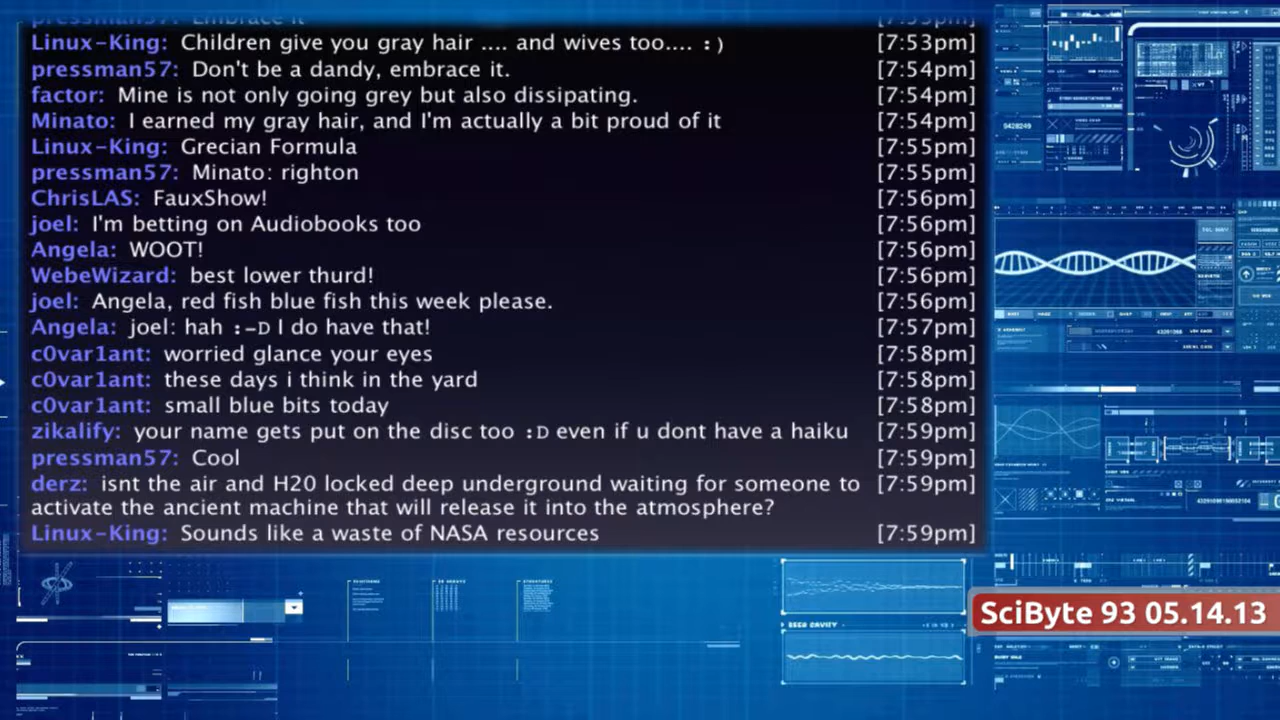 pressman57: Embrace it [7:53pm]
Linux-King: Children give you gray hair .... and wives too.... :) [7:53pm]
pressman57: Don't be a dandy, embrace it. [7:54pm]
factor: Mine is not only going grey but also dissipating. [7:54pm]
Minato: I earned my gray hair, and I'm actually a bit proud of it [7:54pm]
Linux-King: Grecian Formula [7:55pm]
pressman57: Minato: righton [7:55pm]
ChrisLAS: FauxShow! [7:56pm]
joel: I'm betting on Audiobooks too [7:56pm]
Angela: WOOT! [7:56pm]
WebeWizard: best lower thurd! [7:56pm]
joel: Angela, red fish blue fish this week please. [7:56pm]
Angela: joel: hah :-D I do have that! [7:57pm]
c0var1ant: worried glance your eyes [7:58pm]
c0var1ant: these days i think in the yard [7:58pm]
c0var1ant: small blue bits today [7:58pm]
zikalify: your name gets put on the disc too :D even if u dont have a haiku [7:59pm]
pressman57: Cool [7:59pm]
derz: isnt the air and H20 locked deep underground waiting for someone to [7:59pm]
activate the ancient machine that will release it into the atmosphere?
Linux-King: Sounds like a waste of NASA resources [7:59pm]
SciByte 93 05.14.13